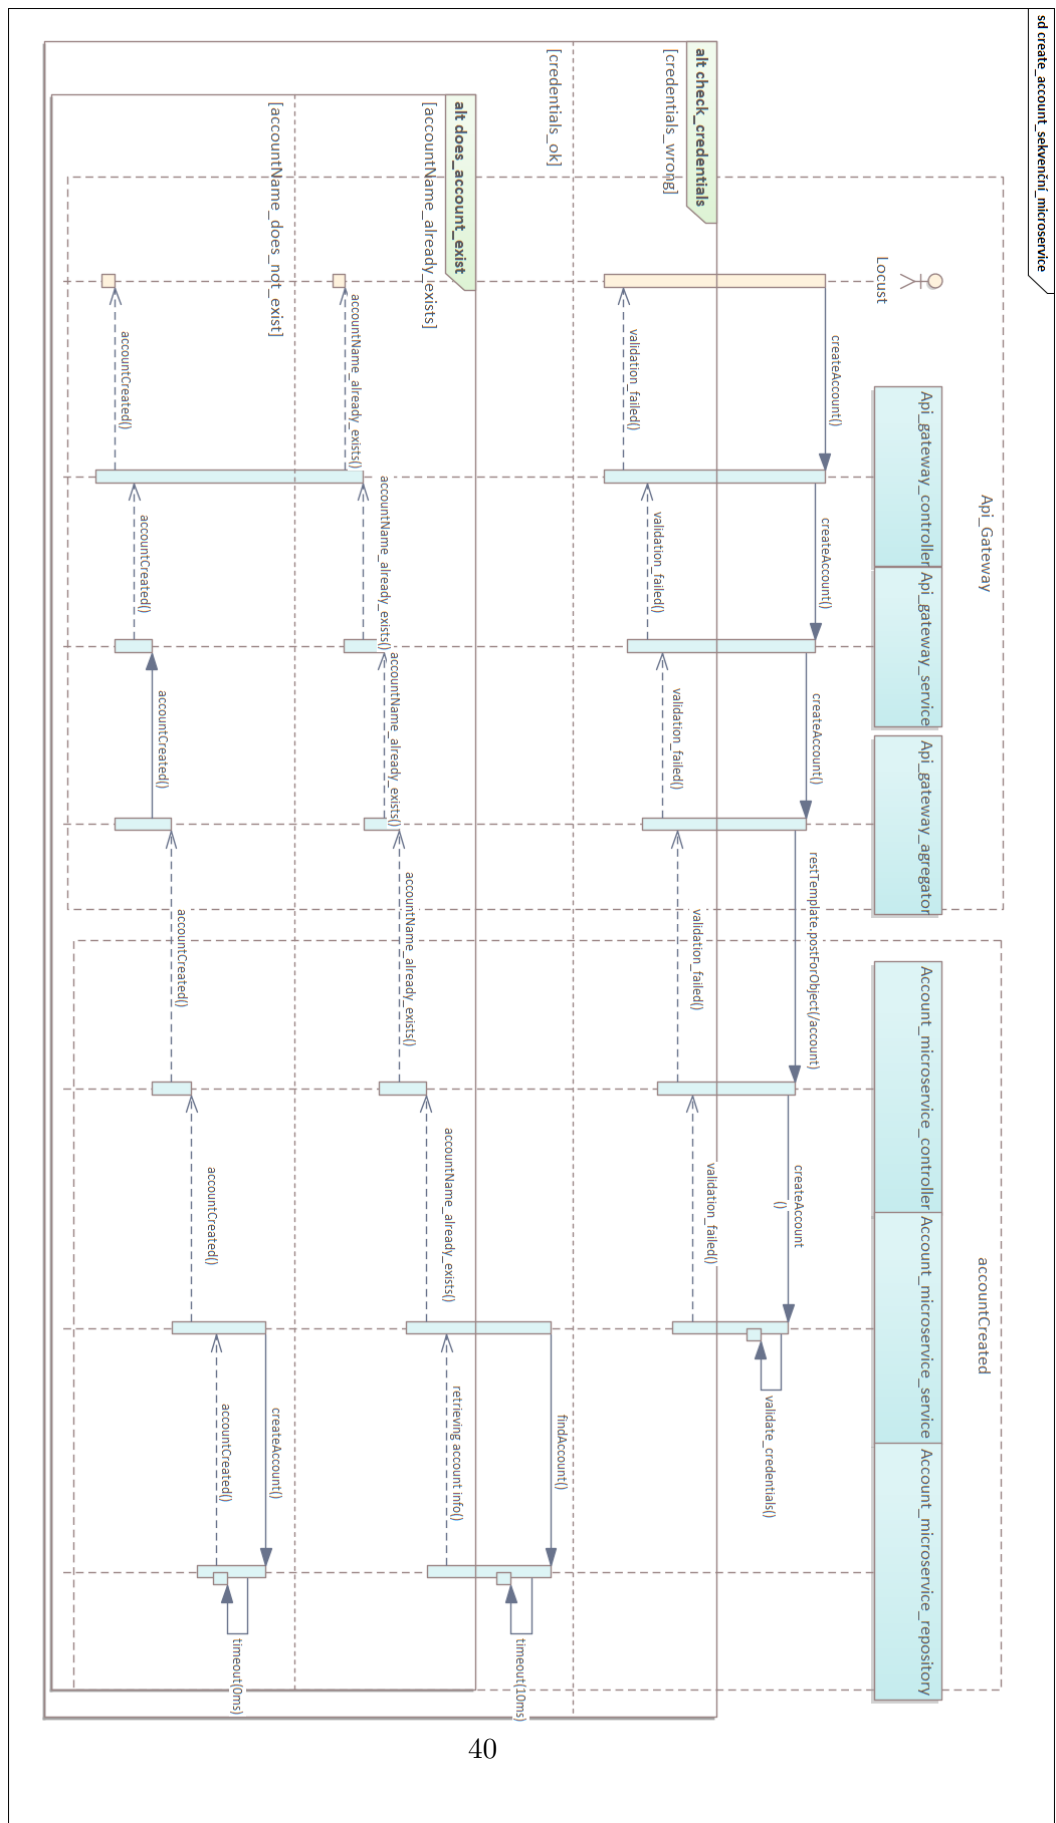 sd create_account_sekvenční_microservice
Api_Gateway
accountCreated
Locust
Api_gateway_controller
Api_gateway_service
Api_gateway_agregator
Account_microservice_controller
Account_microservice_service
Account_microservice_repository
createAccount()
createAccount()
createAccount()
restTemplate.postForObject(/account)
createAccount
()
validate_credentials()
alt check_credentials
[credentials_wrong]
validation_failed()
validation_failed()
validation_failed()
validation_failed()
validation_failed()
[credentials_ok]
findAccount()
timeout(10ms)
alt does_account_exist
[accountName_already_exists]
retrieving account info()
accountName_already_exists()
accountName_already_exists()
accountName_already_exists()
accountName_already_exists()
accountName_already_exists()
[accountName_does_not_exist]
createAccount()
timeout(0ms)
accountCreated()
accountCreated()
accountCreated()
accountCreated()
accountCreated()
accountCreated()
40